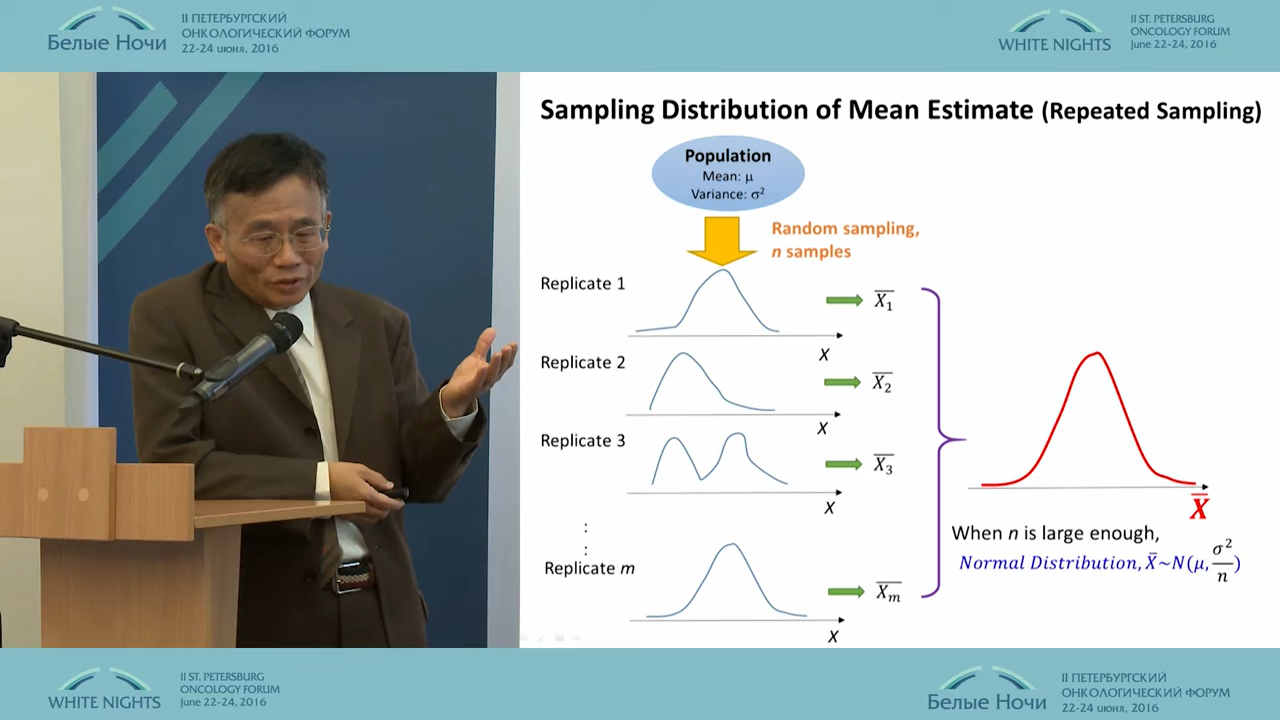 II ПЕТЕРБУРГСКИЙ
ОНКОЛОГИЧЕСКИЙ ФОРУМ
Белые Ночи
22-24 июня, 2016
II ST. PETERSBURG
ONCOLOGY FORUM
WHITE NIGHTS
June 22-24, 2016
Sampling Distribution of Mean Estimate (Repeated Sampling)
Population
Mean: μ
Variance: σ²
Random sampling,
n samples
Replicate 1
X̅₁
X
Replicate 2
X̅₂
X
Replicate 3
X̅₃
X
:
:
Replicate m
X̅ₘ
X
X̅
When n is large enough,
Normal Distribution, X̅~N(μ, σ²/n)
II ST. PETERSBURG
ONCOLOGY FORUM
WHITE NIGHTS
June 22-24, 2016
II ПЕТЕРБУРГСКИЙ
ОНКОЛОГИЧЕСКИЙ ФОРУМ
Белые Ночи
22-24 июня, 2016